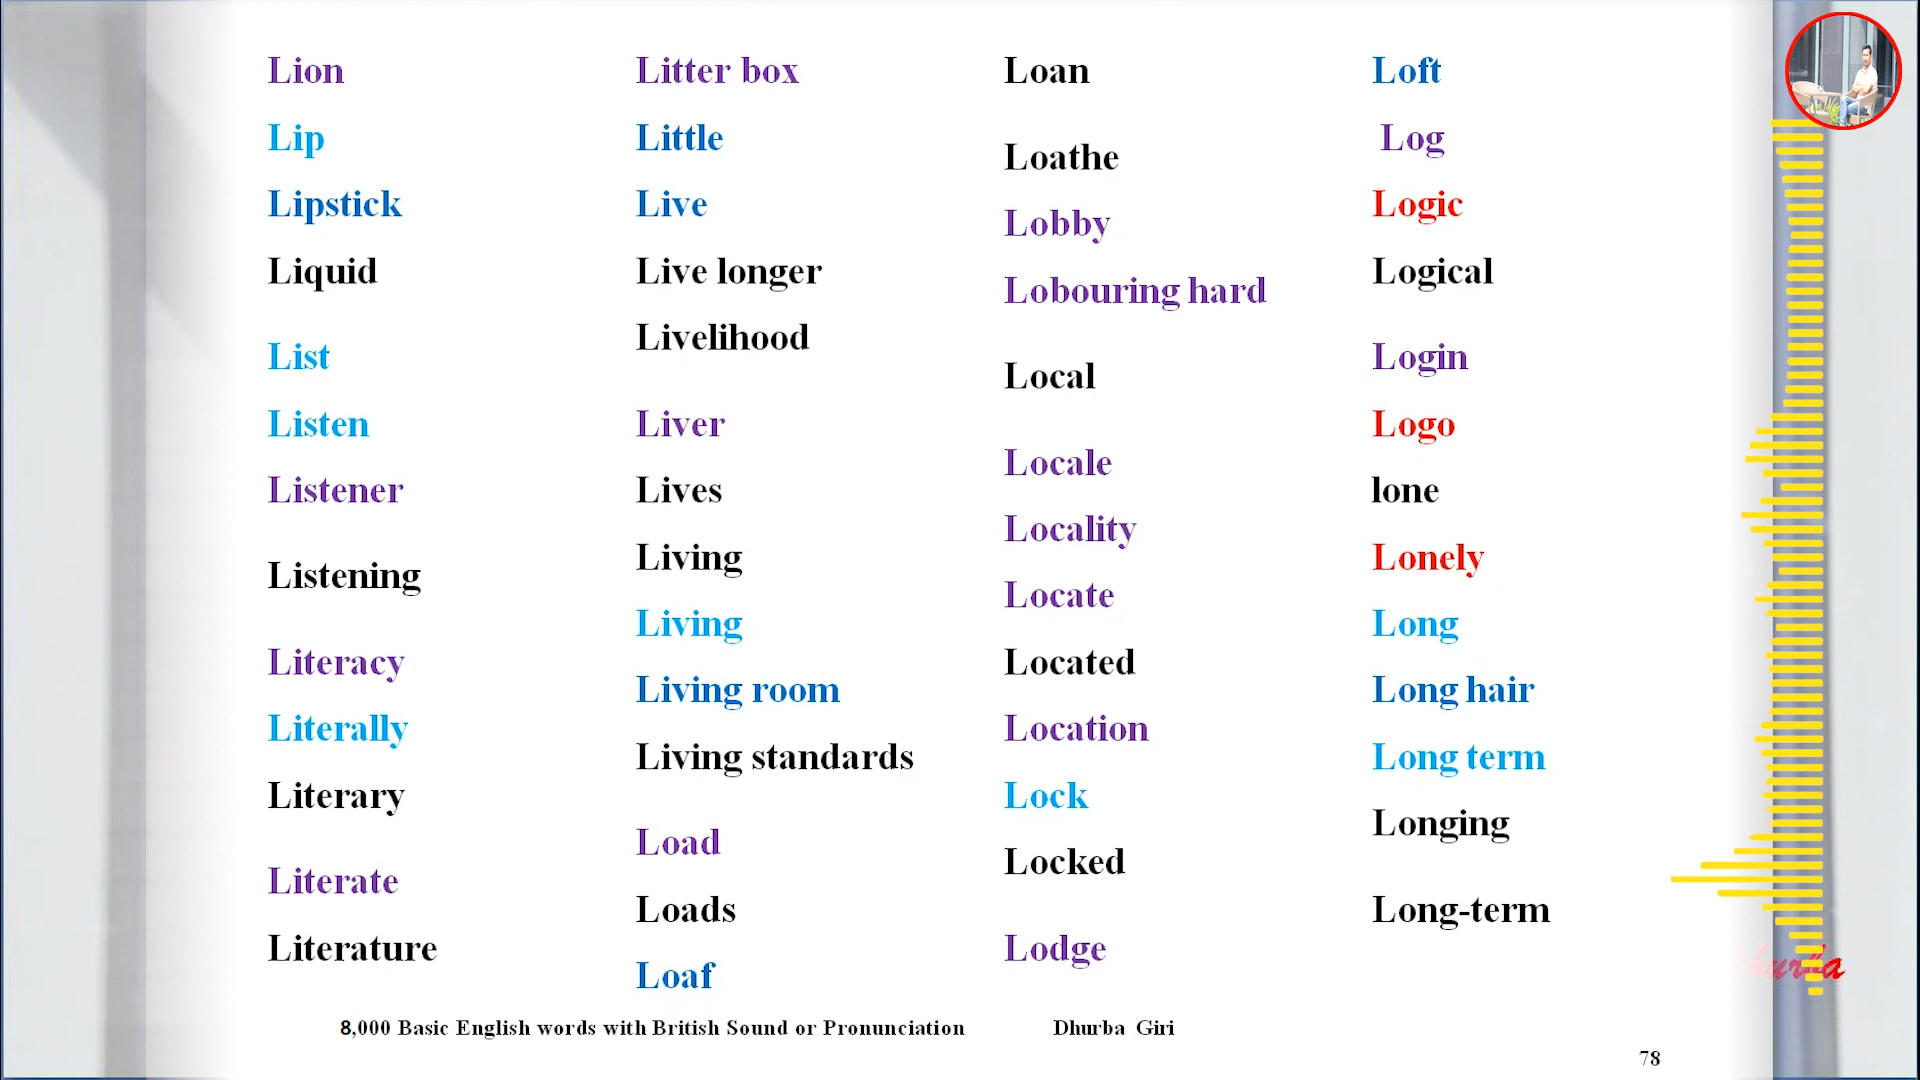 Lion
Lip
Lipstick
Liquid
List
Listen
Listener
Listening
Literacy
Literally
Literary
Literate
Literature
Litter box
Little
Live
Live longer
Livelihood
Liver
Lives
Living
Living
Living room
Living standards
Load
Loads
Loaf
Loan
Loathe
Lobby
Lobouring hard
Local
Locale
Locality
Locate
Located
Location
Lock
Locked
Lodge
Loft
Log
Logic
Logical
Login
Logo
lone
Lonely
Long
Long hair
Long term
Longing
Long-term
8,000 Basic English words with British Sound or Pronunciation Dhurba Giri
78